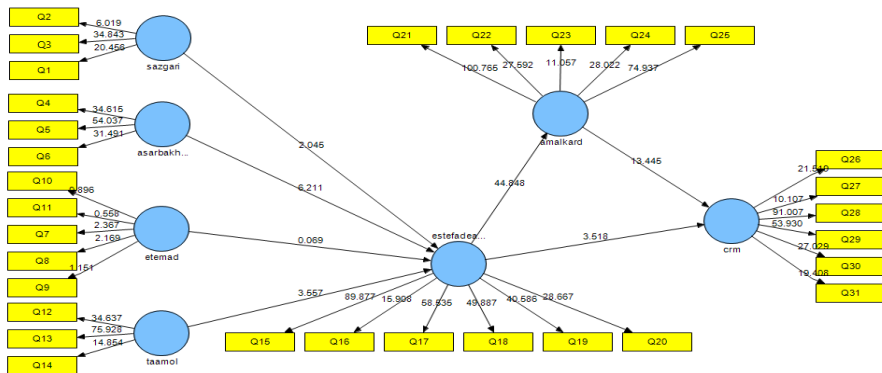 Q2
Q3
Q1
6.019
34.843
20.456
sazgari
Q4
Q5
Q6
34.615
54.037
31.491
asarbakh...
Q10
Q11
Q7
Q8
Q9
0.896
0.558
2.367
2.169
1.151
etemad
Q12
Q13
Q14
34.637
75.928
14.854
taamol
2.045
0.069
3.557
estefadea...
Q15
Q16
Q17
Q18
Q19
Q20
89.877
15.908
58.535
49.887
40.586
28.667
44.848
3.518
Q21
Q22
Q23
Q24
Q25
100.765
27.592
11.057
28.022
74.937
amalkard
13.445
crm
Q26
Q27
Q28
Q29
Q30
Q31
10.107
91.007
53.930
27.029
19.408